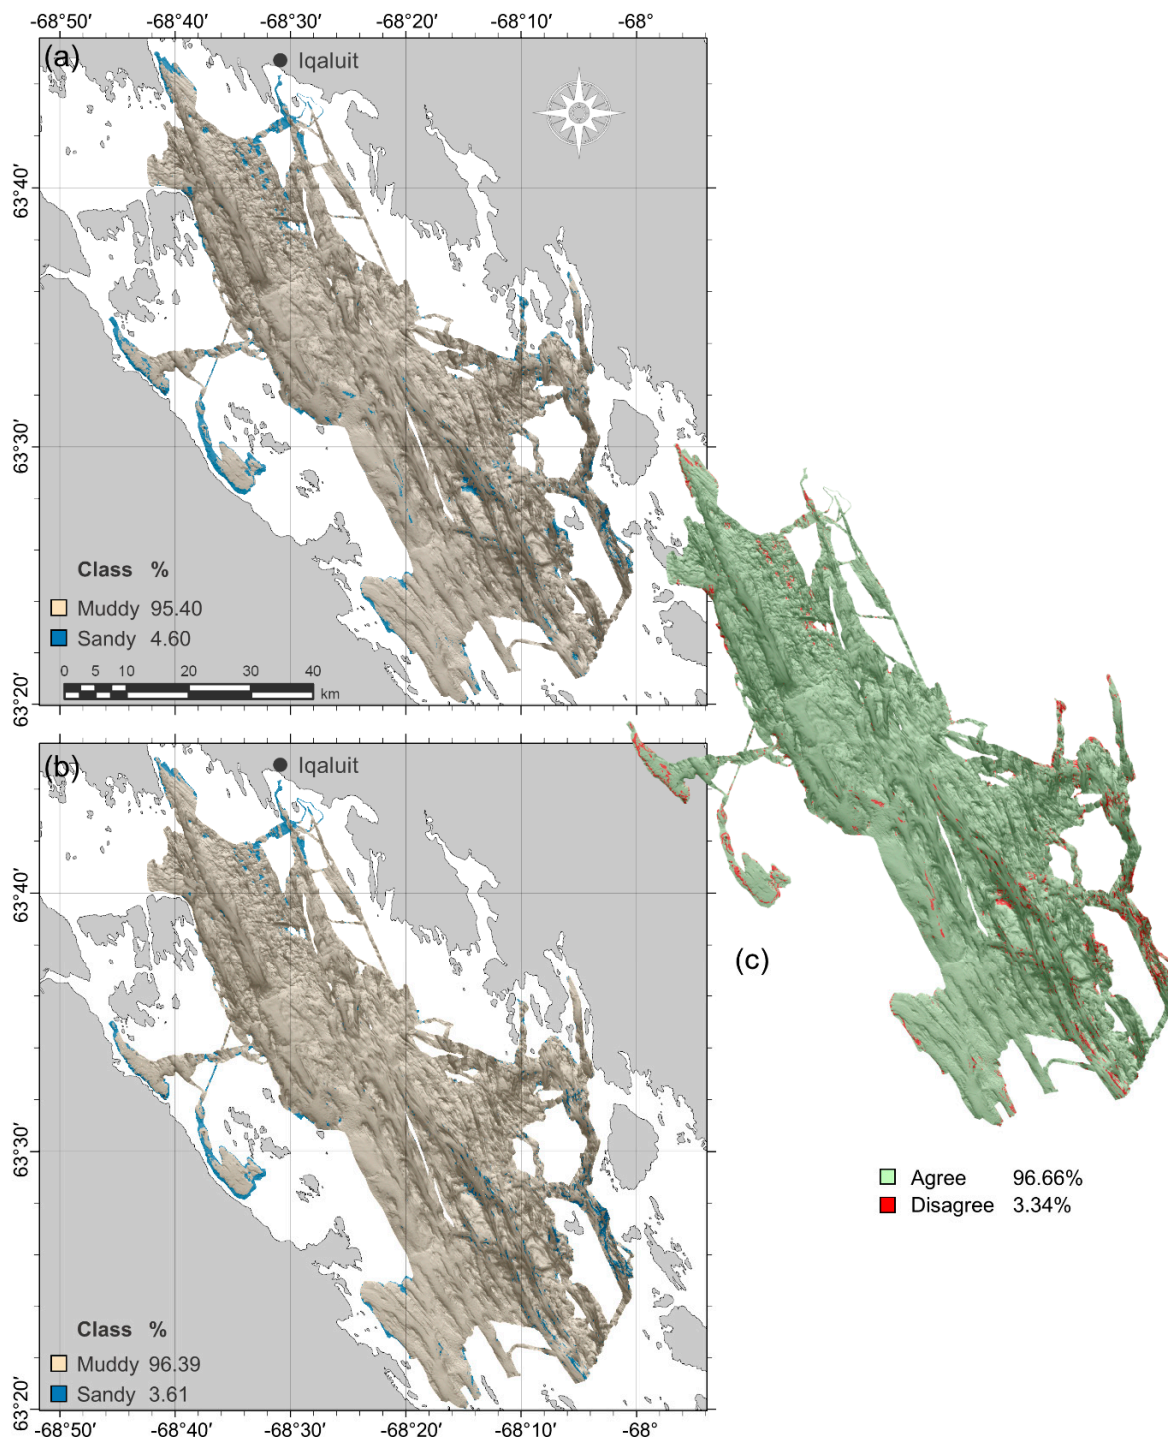 -68°50' -68°40' -68°30' -68°20' -68°10' -68°
(a)
Iqaluit
63°40'
63°30'
Class %
Muddy 95.40
Sandy 4.60
0 5 10 20 30 40
km
63°20'
(b)
Iqaluit
63°40'
(c)
63°30'
Agree 96.66%
Disagree 3.34%
Class %
Muddy 96.39
Sandy 3.61
63°20'
-68°50' -68°40' -68°30' -68°20' -68°10' -68°